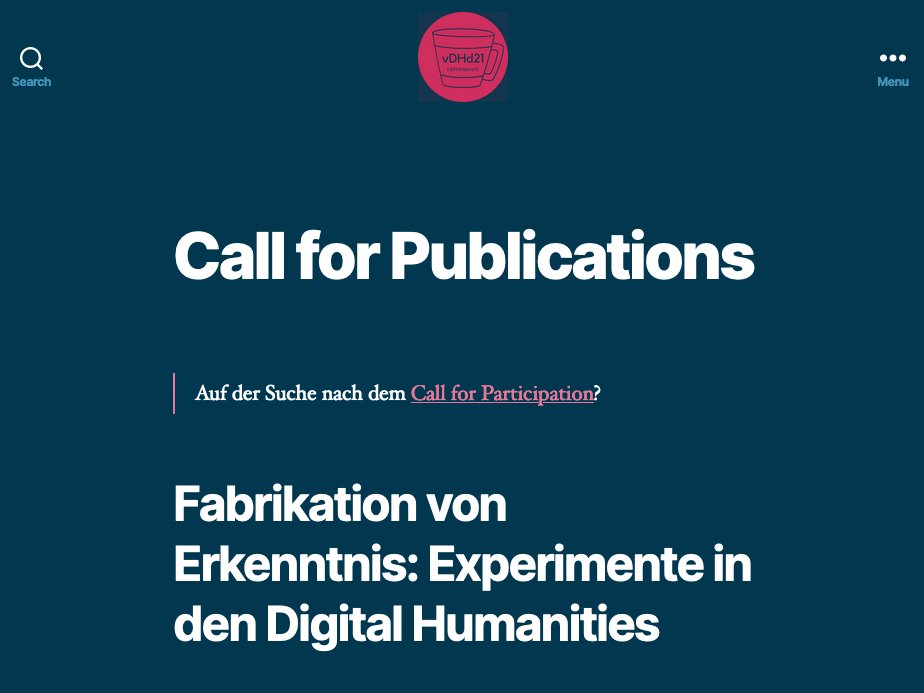 vDHd21
EXPERIMENTE
Search
Menu
Call for Publications
Auf der Suche nach dem Call for Participation?
Fabrikation von
Erkenntnis: Experimente in
den Digital Humanities